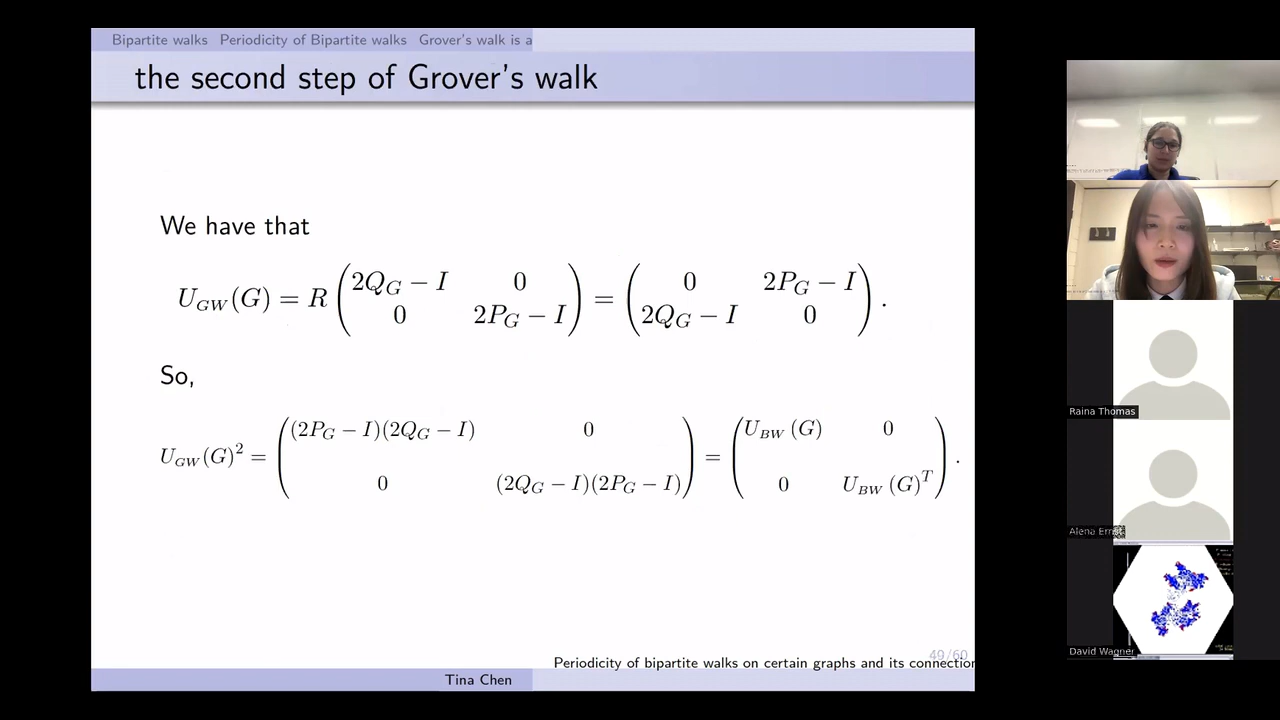 Bipartite walks Periodicity of Bipartite walks Grover's walk is a
the second step of Grover's walk
We have that
U_{GW}(G) = R \begin{pmatrix} 2Q_G - I & 0 \\ 0 & 2P_G - I \end{pmatrix} = \begin{pmatrix} 0 & 2P_G - I \\ 2Q_G - I & 0 \end{pmatrix}.
So,
U_{GW}(G)^2 = \begin{pmatrix} (2P_G - I)(2Q_G - I) & 0 \\ 0 & (2Q_G - I)(2P_G - I) \end{pmatrix} = \begin{pmatrix} U_{BW}(G) & 0 \\ 0 & U_{BW}(G)^T \end{pmatrix}.
49/60
Periodicity of bipartite walks on certain graphs and its connection
Tina Chen
Raina Thomas
Alena Ernst
David Wagner